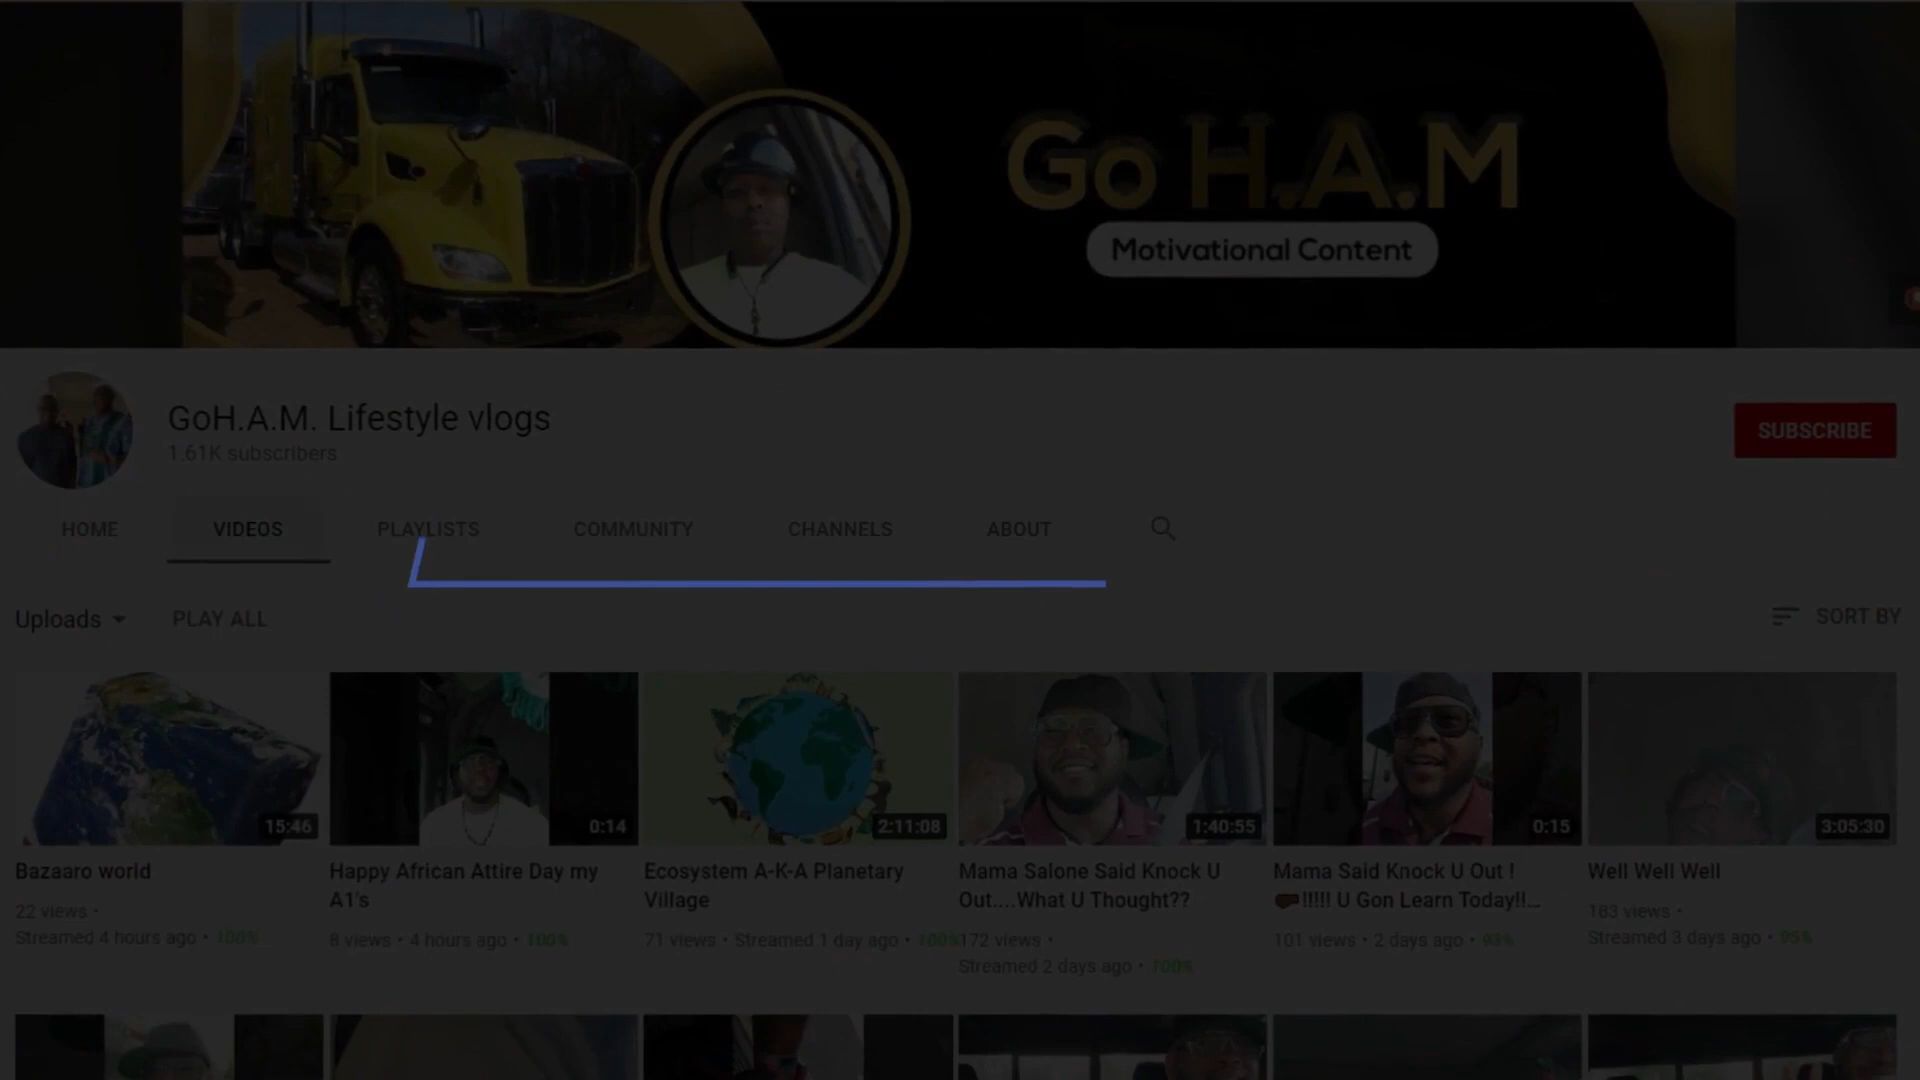 Go H.A.M
Motivational Content
GoH.A.M. Lifestyle vlogs
1.61K subscribers
SUBSCRIBE
HOME
VIDEOS
PLAYLISTS
COMMUNITY
CHANNELS
ABOUT
Uploads
PLAY ALL
SORT BY
15:46
0:14
2:11:08
1:40:55
0:15
3:05:30
Bazaaro world
22 views •
Streamed 4 hours ago • 100%
Happy African Attire Day my
A1's
8 views • 4 hours ago • 100%
Ecosystem A-K-A Planetary
Village
71 views • Streamed 1 day ago • 100%
Mama Salone Said Knock U
Out....What U Thought??
172 views •
Streamed 2 days ago • 100%
Mama Said Knock U Out !
!!!!! U Gon Learn Today!!...
101 views • 2 days ago • 93%
Well Well Well
183 views •
Streamed 3 days ago • 95%